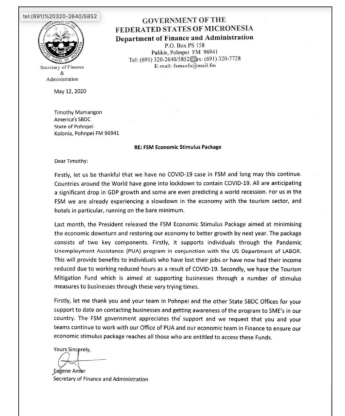 tel:(691)%20320-2640/5852
GOVERNMENT OF THE
FEDERATED STATES OF MICRONESIA
Department of Finance and Administration
P.O. Box PS 158
Palikir, Pohnpei FM 96941
Tel: (691) 320-2640/5852 Fax: (691) 320-7728
E-mail: fsmsofa@mail.fm
Secretary of Finance
&
Administration
May 12, 2020
Timothy Mamangon
America's SBDC
State of Pohnpei
Kolonia, Pohnpei FM 96941
RE: FSM Economic Stimulus Package
Dear Timothy:
Firstly, let us be thankful that we have no COVID-19 case in FSM and long may this continue.
Countries around the World have gone into lockdown to contain COVID-19. All are anticipating
a significant drop in GDP growth and some are even predicting a world recession. For us in the
FSM we are already experiencing a slowdown in the economy with the tourism sector, and
hotels in particular, running on the bare minimum.
Last month, the President released the FSM Economic Stimulus Package aimed at minimising
the economic downturn and restoring our economy to better growth by next year. The package
consists of two key components. Firstly, it supports individuals through the Pandemic
Unemployment Assistance (PUA) program in conjunction with the US Department of LABOR.
This will provide benefits to individuals who have lost their jobs or have now had their income
reduced due to working reduced hours as a result of COVID-19. Secondly, we have the Tourism
Mitigation Fund which is aimed at supporting businesses through a number of stimulus
measures to businesses through these very trying times.
Firstly, let me thank you and your team in Pohnpei and the other State SBDC Offices for your
support to date on contacting businesses and getting awareness of the program to SME's in our
country. The FSM government appreciates the support and we request that you and your
teams continue to work with our Office of PUA and our economic team in Finance to ensure our
economic stimulus package reaches all those who are entitled to access these Funds.
Yours Sincerely,
Eugene Amor
Secretary of Finance and Administration